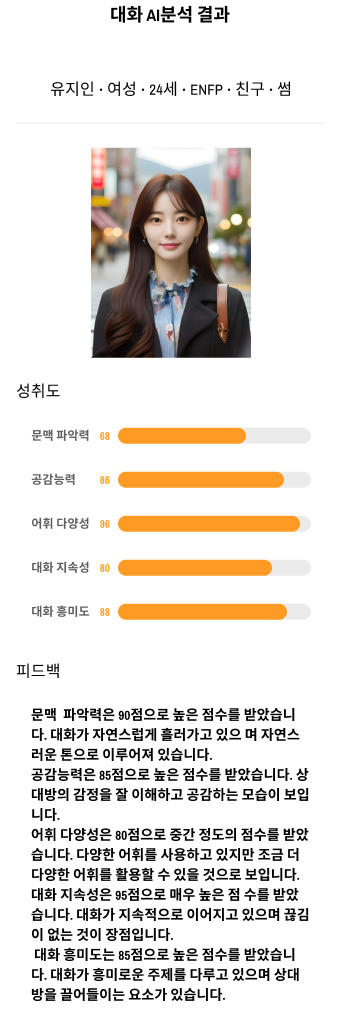 대화 AI분석 결과
유지인 · 여성 · 24세 · ENFP · 친구 · 썸
성취도
문맥 파악력 68
공감능력 86
어휘 다양성 96
대화 지속성 80
대화 흥미도 88
피드백
문맥 파악력은 90점으로 높은 점수를 받았습니
다. 대화가 자연스럽게 흘러가고 있으 며 자연스
러운 톤으로 이루어져 있습니다.
공감능력은 85점으로 높은 점수를 받았습니다. 상
대방의 감정을 잘 이해하고 공감하는 모습이 보입
니다.
어휘 다양성은 80점으로 중간 정도의 점수를 받았
습니다. 다양한 어휘를 사용하고 있지만 조금 더
다양한 어휘를 활용할 수 있을 것으로 보입니다.
대화 지속성은 95점으로 매우 높은 점 수를 받았
습니다. 대화가 지속적으로 이어지고 있으며 끊김
이 없는 것이 장점입니다.
대화 흥미도는 85점으로 높은 점수를 받았습니
다. 대화가 흥미로운 주제를 다루고 있으며 상대
방을 끌어들이는 요소가 있습니다.